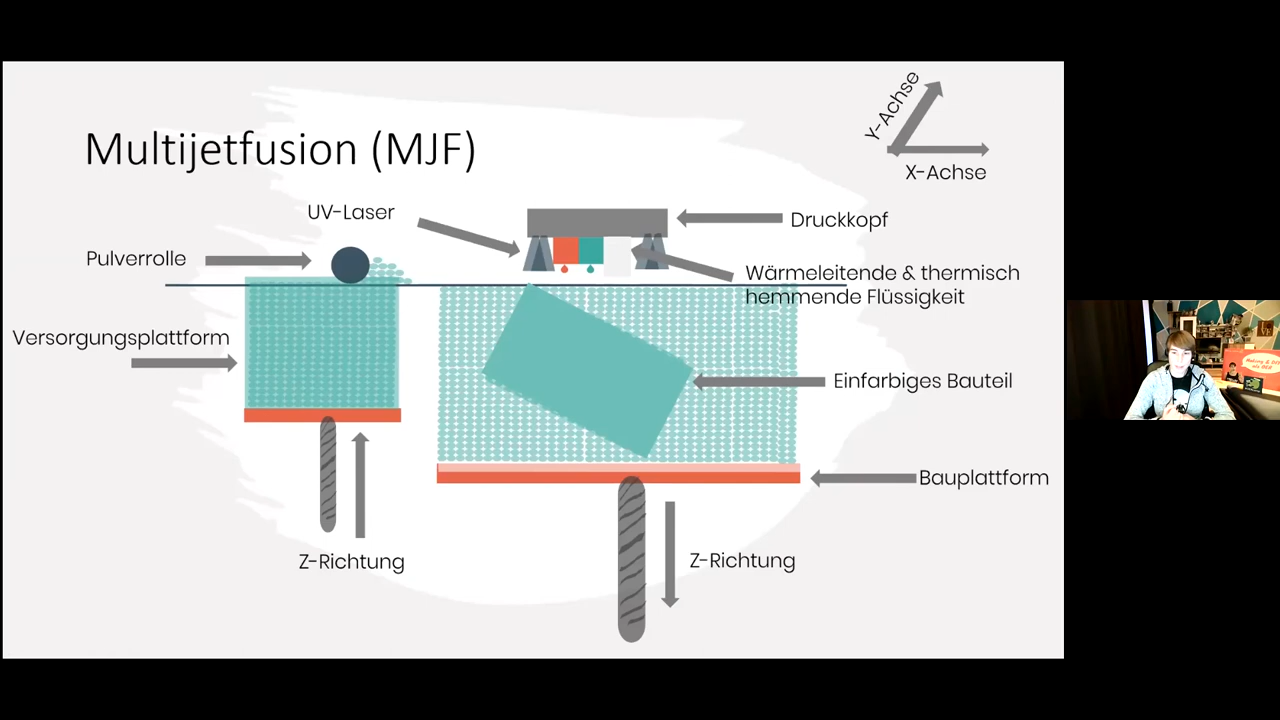 Multijetfusion (MJF)
Y-Achse
X-Achse
UV-Laser
Druckkopf
Pulverrolle
Wärmeleitende & thermisch
hemmende Flüssigkeit
Versorgungsplattform
Einfarbiges Bauteil
Bauplattform
Z-Richtung
Z-Richtung